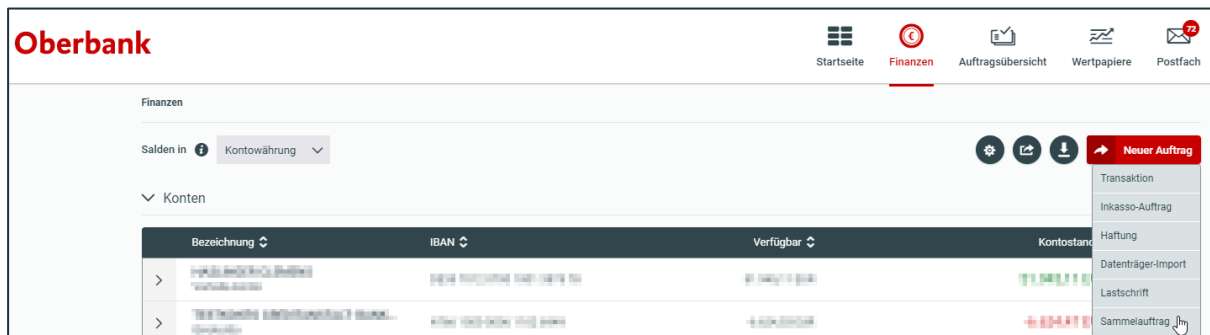 Oberbank
Startseite
Finanzen
Auftragsübersicht
Wertpapiere
72
Postfach
Finanzen
Salden in
Kontowährung
Neuer Auftrag
Transaktion
Konten
Inkasso-Auftrag
Bezeichnung IBAN Verfügbar Kontostand
Haftung
Datenträger-Import
Lastschrift
Sammelauftrag